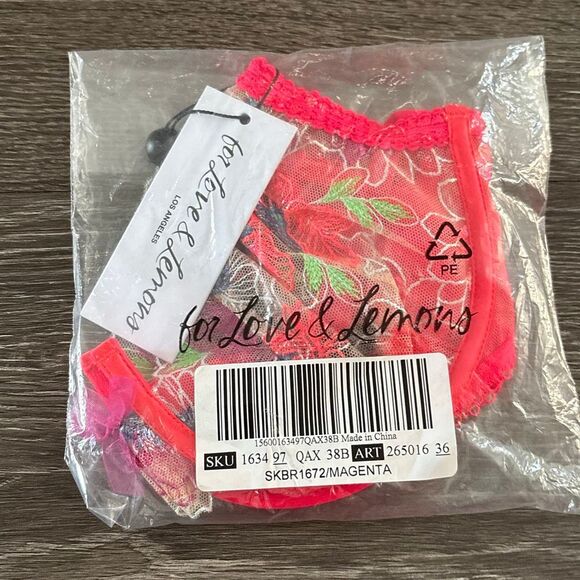 for Love & Lemons
LOS ANGELES
PE
for Love & Lemons
15600163497QAX38B Made in China
SKU 1634 97 QAX 38B ART 265016 36
SKBR1672/MAGENTA